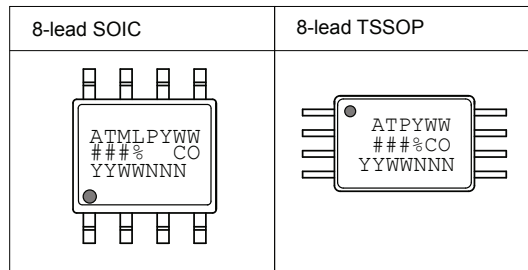 8-lead SOIC
8-lead TSSOP
ATMLPYWW
###% CO
YYWWNNN
ATPYWW
###%CO
YYWWNNN